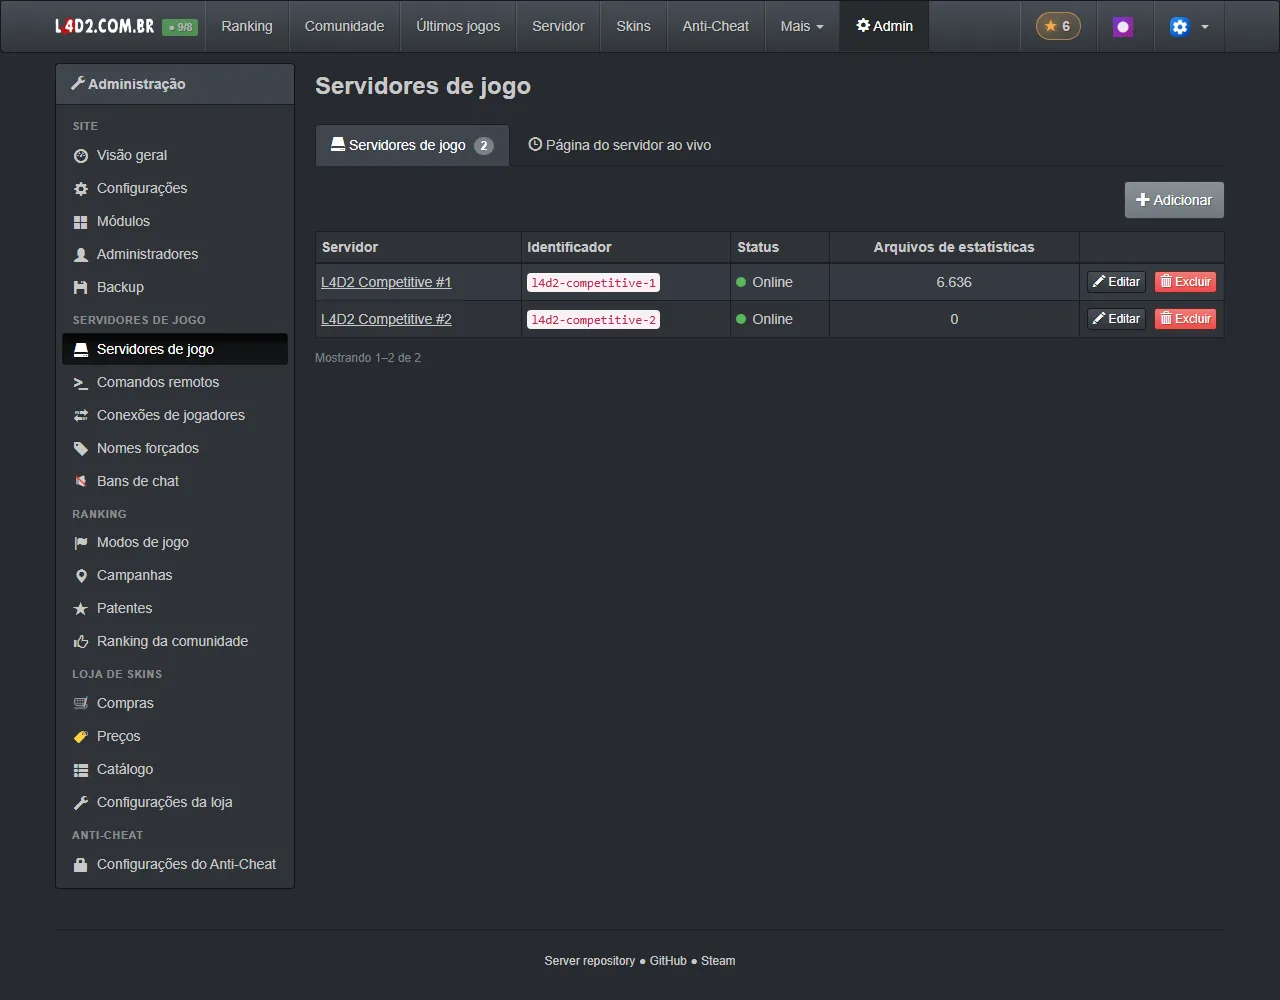 L4D2.COM.BR ● 9/8 Ranking Comunidade Últimos jogos Servidor Skins Anti-Cheat Mais Admin 6
Administração
SITE
Visão geral
Configurações
Módulos
Administradores
Backup
SERVIDORES DE JOGO
Servidores de jogo
Comandos remotos
Conexões de jogadores
Nomes forçados
Bans de chat
RANKING
Modos de jogo
Campanhas
Patentes
Ranking da comunidade
LOJA DE SKINS
Compras
Preços
Catálogo
Configurações da loja
ANTI-CHEAT
Configurações do Anti-Cheat
Servidores de jogo
Servidores de jogo 2 Página do servidor ao vivo
Adicionar
Servidor Identificador Status Arquivos de estatísticas
L4D2 Competitive #1 l4d2-competitive-1 Online 6.636 Editar Excluir
L4D2 Competitive #2 l4d2-competitive-2 Online 0 Editar Excluir
Mostrando 1–2 de 2
Server repository ● GitHub ● Steam